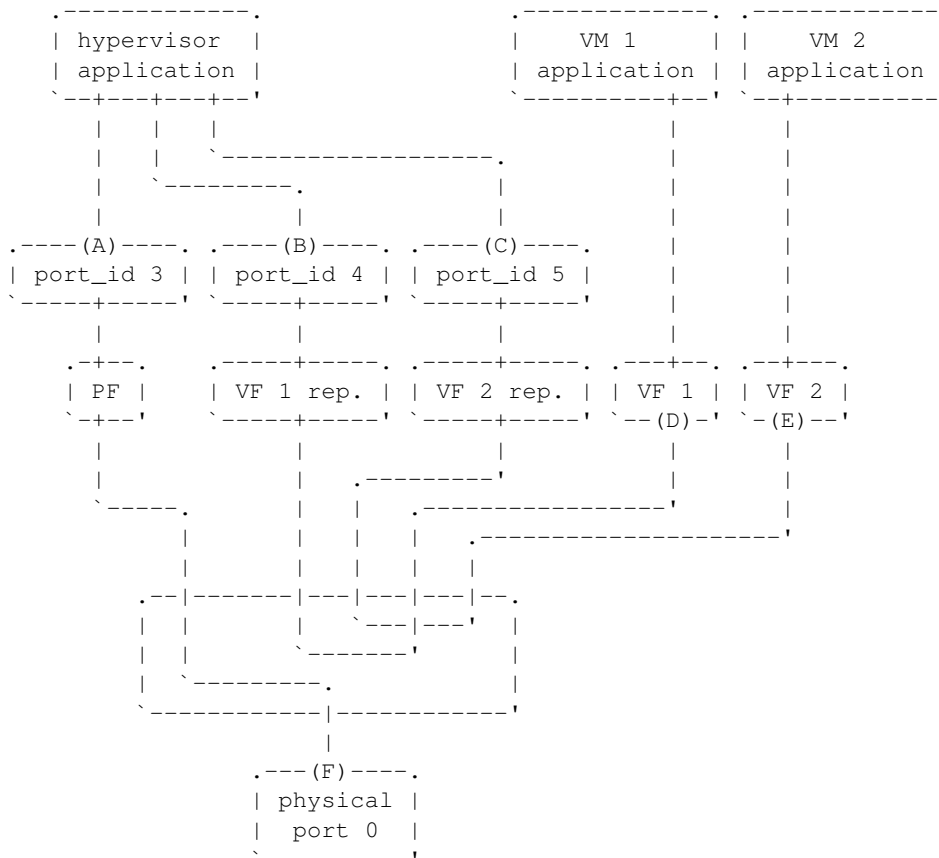 hypervisor VM 1 VM 2
application application application
(A) (B) (C)
port_id 3 port_id 4 port_id 5
PF VF 1 rep. VF 2 rep. VF 1 VF 2
(D) (E)
(F)
physical
port 0